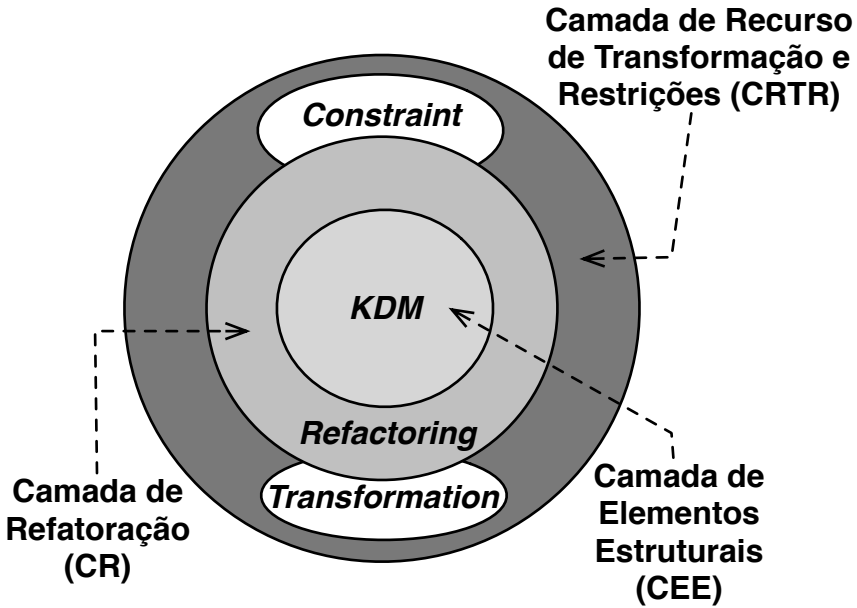 Camada de Recurso
de Transformação e
Restrições (CRTR)
Constraint
KDM
Refactoring
Transformation
Camada de
Refatoração
(CR)
Camada de
Elementos
Estruturais
(CEE)